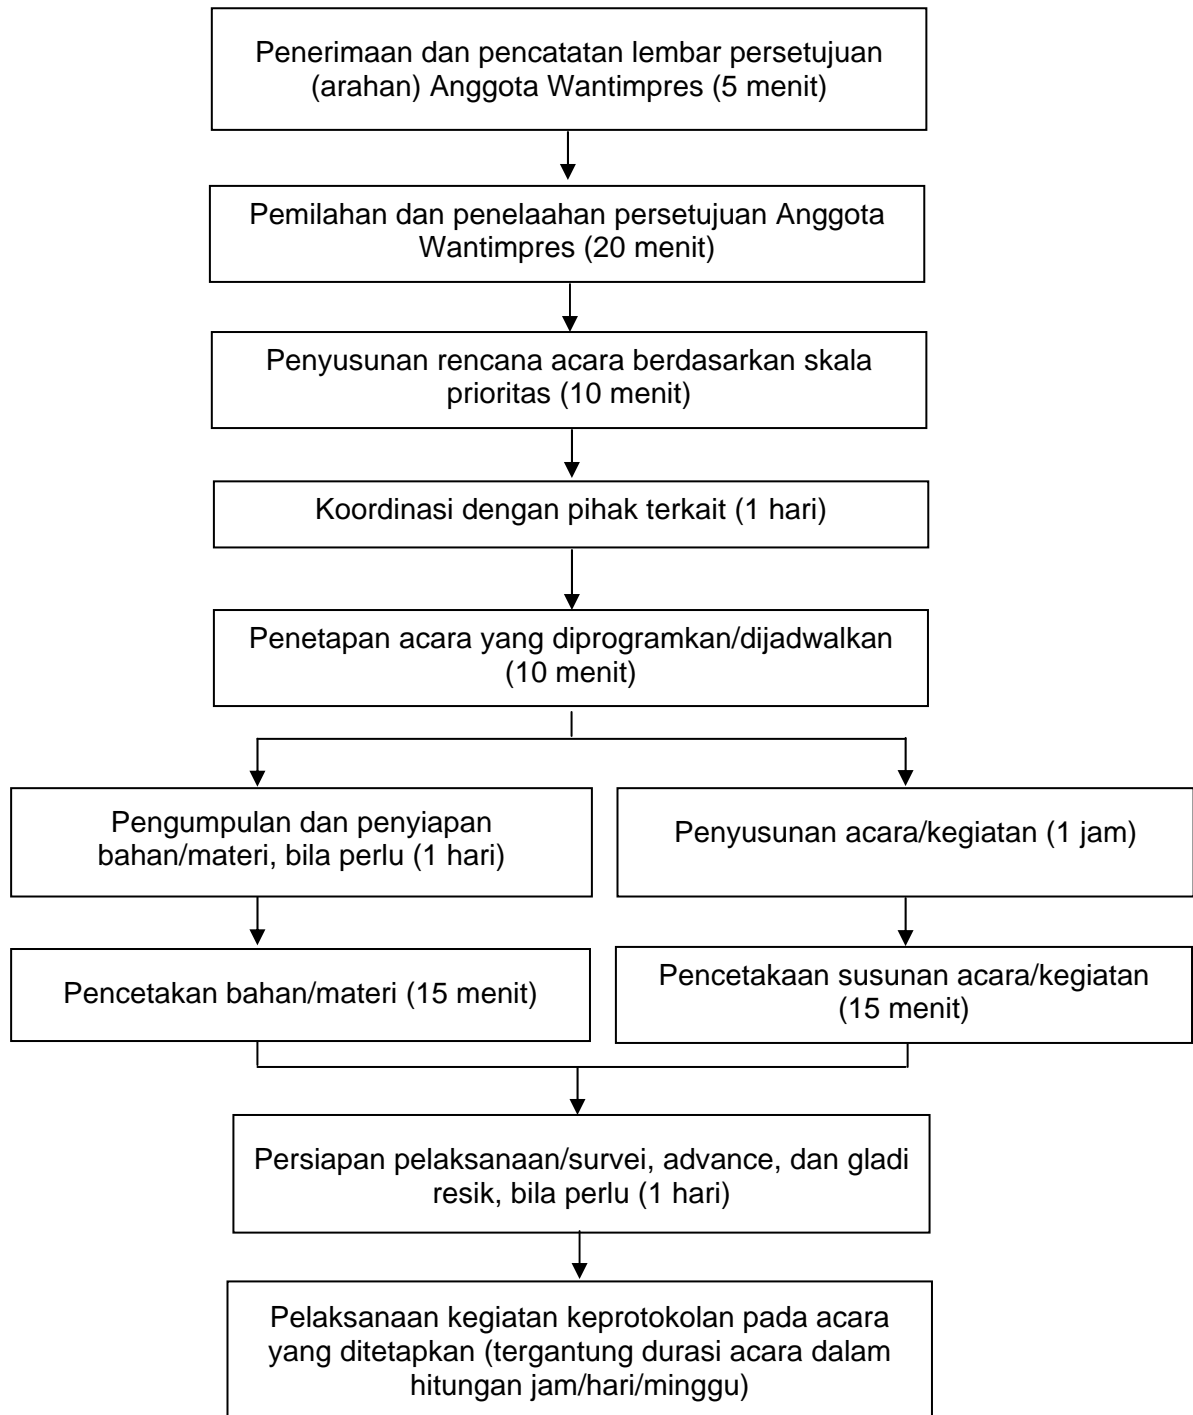 Penerimaan dan pencatatan lembar persetujuan
(arahan) Anggota Wantimpres (5 menit)
Pemilahan dan penelaahan persetujuan Anggota
Wantimpres (20 menit)
Penyusunan rencana acara berdasarkan skala
prioritas (10 menit)
Koordinasi dengan pihak terkait (1 hari)
Penetapan acara yang diprogramkan/dijadwalkan
(10 menit)
Pengumpulan dan penyiapan
bahan/materi, bila perlu (1 hari)
Penyusunan acara/kegiatan (1 jam)
Pencetakan bahan/materi (15 menit)
Pencetakaan susunan acara/kegiatan
(15 menit)
Persiapan pelaksanaan/survei, advance, dan gladi
resik, bila perlu (1 hari)
Pelaksanaan kegiatan keprotokolan pada acara
yang ditetapkan (tergantung durasi acara dalam
hitungan jam/hari/minggu)